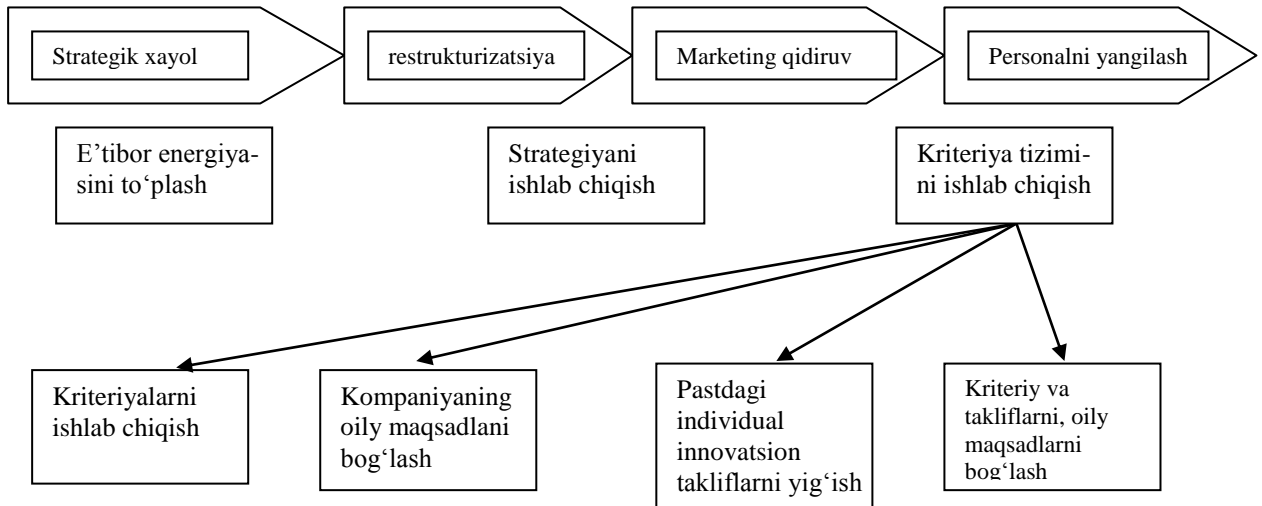 Strategik xayol
restrukturizatsiya
Marketing qidiruv
Personalni yangilash
E’tibor energiya-
sini to‘plash
Strategiyani
ishlab chiqish
Kriteriya tizimi-
ni ishlab chiqish
Kriteriyalarni
ishlab chiqish
Kompaniyaning
oily maqsadlani
bog‘lash
Pastdagi
individual
innovatsion
takliflarni yig‘ish
Kriteriy va
takliflarni, oily
maqsadlarni
bog‘lash